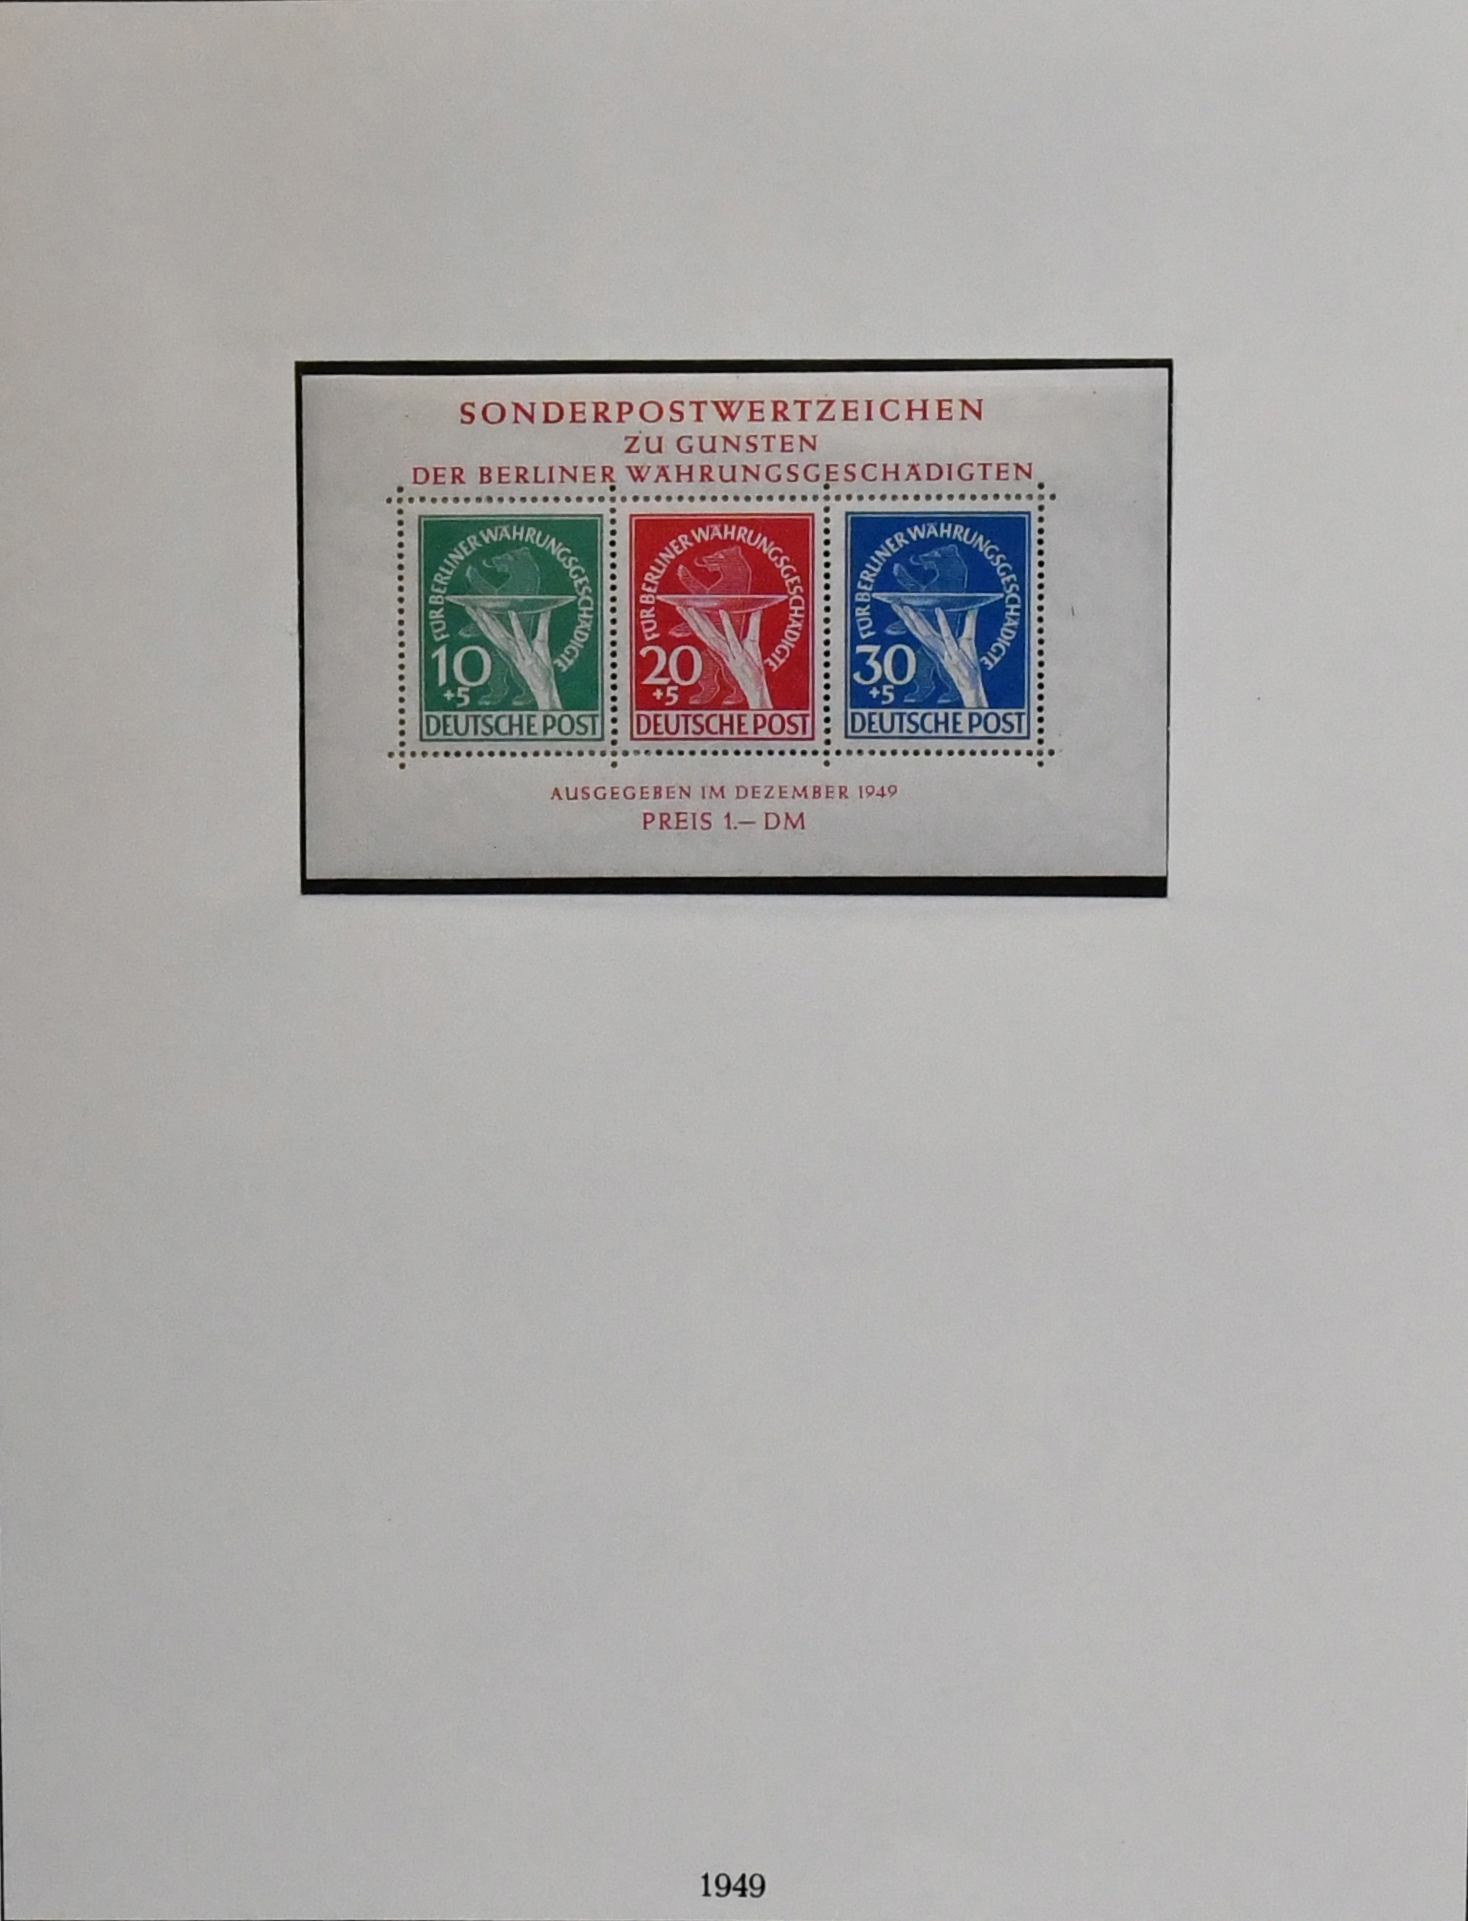 SONDERPOSTWERTZEICHEN
ZU GUNSTEN
DER BERLINER WÄHRUNGSGESCHÄDIGTEN
FÜR BERLINER WÄHRUNGSGESCHÄDIGTE
10
+5
DEUTSCHE POST
FÜR BERLINER WÄHRUNGSGESCHÄDIGTE
20
+5
DEUTSCHE POST
FÜR BERLINER WÄHRUNGSGESCHÄDIGTE
30
+5
DEUTSCHE POST
AUSGEGEBEN IM DEZEMBER 1949
PREIS 1.— DM
1949